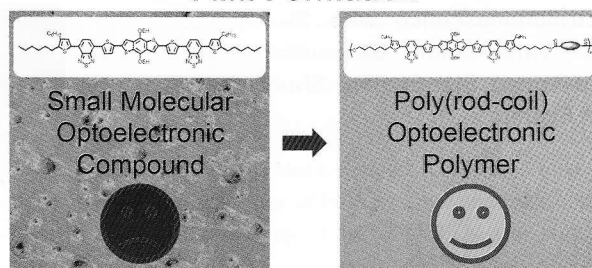 Small Molecular
Optoelectronic
Compound
Poly(rod-coil)
Optoelectronic
Polymer